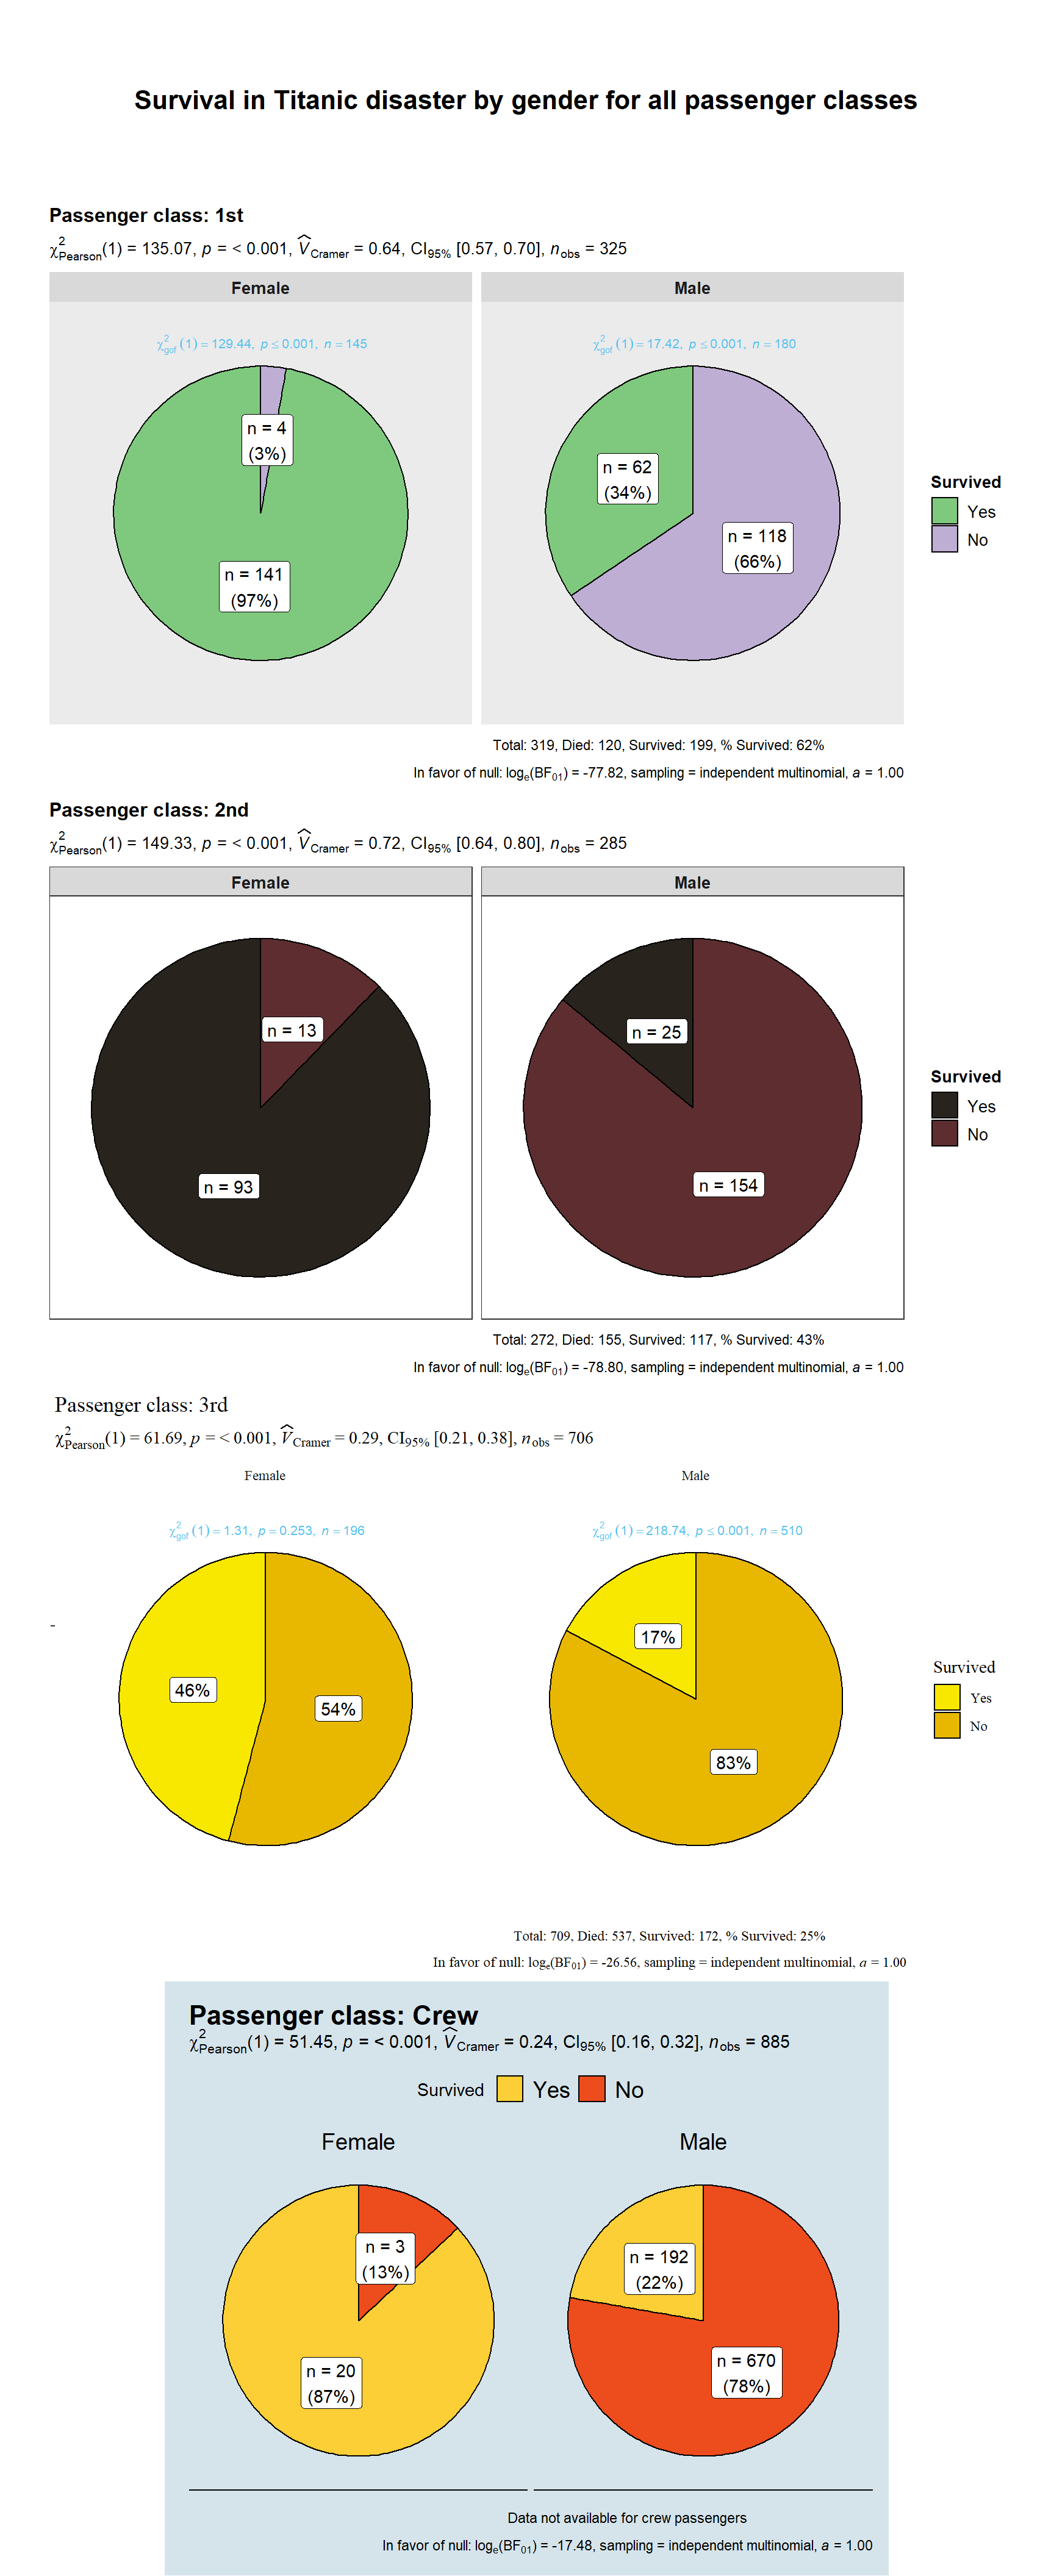 Survival in Titanic disaster by gender for all passenger classes
Passenger class: 1st
χ²Pearson(1) = 135.07, p = < 0.001, V̂Cramer = 0.64, CI95% [0.57, 0.70], nobs = 325
Female
Male
χ²gof (1) = 129.44, p ≤ 0.001, n = 145
χ²gof (1) = 17.42, p ≤ 0.001, n = 180
n = 4
(3%)
n = 141
(97%)
n = 62
(34%)
n = 118
(66%)
Survived
Yes
No
Total: 319, Died: 120, Survived: 199, % Survived: 62%
In favor of null: loge(BF01) = -77.82, sampling = independent multinomial, a = 1.00
Passenger class: 2nd
χ²Pearson(1) = 149.33, p = < 0.001, V̂Cramer = 0.72, CI95% [0.64, 0.80], nobs = 285
Female
Male
n = 13
n = 93
n = 25
n = 154
Survived
Yes
No
Total: 272, Died: 155, Survived: 117, % Survived: 43%
In favor of null: loge(BF01) = -78.80, sampling = independent multinomial, a = 1.00
Passenger class: 3rd
χ²Pearson(1) = 61.69, p = < 0.001, V̂Cramer = 0.29, CI95% [0.21, 0.38], nobs = 706
Female
Male
χ²gof (1) = 1.31, p = 0.253, n = 196
χ²gof (1) = 218.74, p ≤ 0.001, n = 510
46%
54%
17%
83%
Survived
Yes
No
Total: 709, Died: 537, Survived: 172, % Survived: 25%
In favor of null: loge(BF01) = -26.56, sampling = independent multinomial, a = 1.00
Passenger class: Crew
χ²Pearson(1) = 51.45, p = < 0.001, V̂Cramer = 0.24, CI95% [0.16, 0.32], nobs = 885
Survived Yes No
Female
Male
n = 3
(13%)
n = 20
(87%)
n = 192
(22%)
n = 670
(78%)
Data not available for crew passengers
In favor of null: loge(BF01) = -17.48, sampling = independent multinomial, a = 1.00